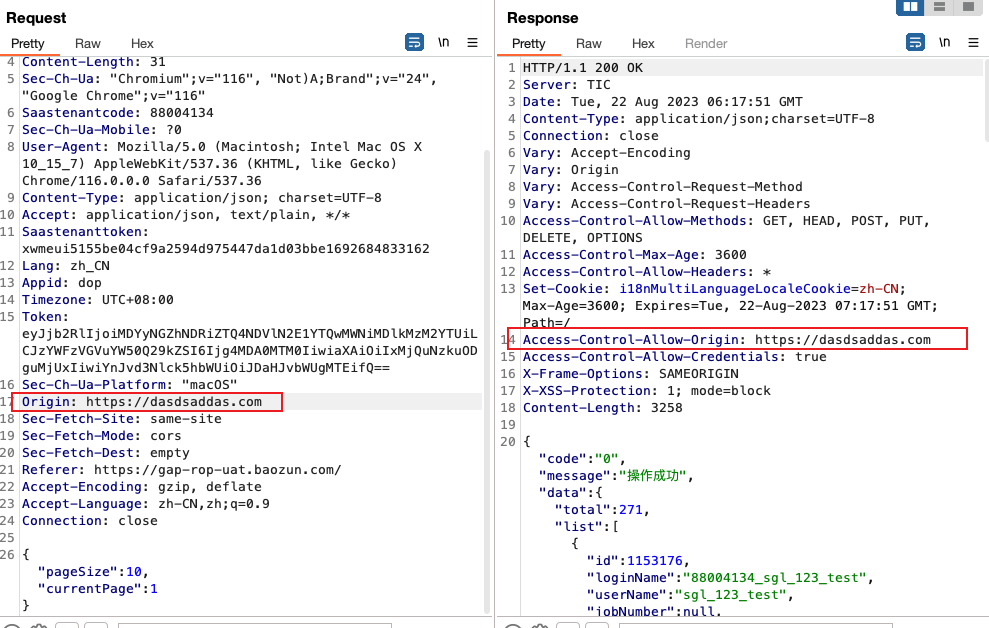 Request
Pretty Raw Hex \n
4 Content-Length: 31
5 Sec-Ch-Ua: "Chromium";v="116", "Not)A;Brand";v="24",
"Google Chrome";v="116"
6 Saastenantcode: 88004134
7 Sec-Ch-Ua-Mobile: ?0
8 User-Agent: Mozilla/5.0 (Macintosh; Intel Mac OS X
10_15_7) AppleWebKit/537.36 (KHTML, like Gecko)
Chrome/116.0.0.0 Safari/537.36
9 Content-Type: application/json; charset=UTF-8
10 Accept: application/json, text/plain, */*
11 Saastenanttoken:
xwmeui5155be04cf9a2594d975447da1d03bbe1692684833162
12 Lang: zh_CN
13 Appid: dop
14 Timezone: UTC+08:00
15 Token:
eyJjb2RlIjoiMDYyNGZhNDRiZTQ4NDVlN2E1YTQwMWNiMDlkMzM2YTUiL
CJzYWFzVGVuYW50Q29kZSI6Ijg4MDA0MTM0IiwiaXAiOiIxMjQuNzkuOD
guMjUxIiwiYnJvd3Nlck5hbWUiOiJDaHJvbWUgMTEifQ==
16 Sec-Ch-Ua-Platform: "macOS"
17 Origin: https://dasdsaddas.com
18 Sec-Fetch-Site: same-site
19 Sec-Fetch-Mode: cors
20 Sec-Fetch-Dest: empty
21 Referer: https://gap-rop-uat.baozun.com/
22 Accept-Encoding: gzip, deflate
23 Accept-Language: zh-CN,zh;q=0.9
24 Connection: close
25
26 {
"pageSize":10,
"currentPage":1
}
Response
Pretty Raw Hex Render \n
1 HTTP/1.1 200 OK
2 Server: TIC
3 Date: Tue, 22 Aug 2023 06:17:51 GMT
4 Content-Type: application/json;charset=UTF-8
5 Connection: close
6 Vary: Accept-Encoding
7 Vary: Origin
8 Vary: Access-Control-Request-Method
9 Vary: Access-Control-Request-Headers
10 Access-Control-Allow-Methods: GET, HEAD, POST, PUT,
DELETE, OPTIONS
11 Access-Control-Max-Age: 3600
12 Access-Control-Allow-Headers: *
13 Set-Cookie: i18nMultiLanguageLocaleCookie=zh-CN;
Max-Age=3600; Expires=Tue, 22-Aug-2023 07:17:51 GMT;
Path=/
14 Access-Control-Allow-Origin: https://dasdsaddas.com
15 Access-Control-Allow-Credentials: true
16 X-Frame-Options: SAMEORIGIN
17 X-XSS-Protection: 1; mode=block
18 Content-Length: 3258
19
20 {
"code":"0",
"message":"操作成功",
"data":{
"total":271,
"list":[
{
"id":1153176,
"loginName":"88004134_sgl_123_test",
"userName":"sgl_123_test",
"jobNumber":null,